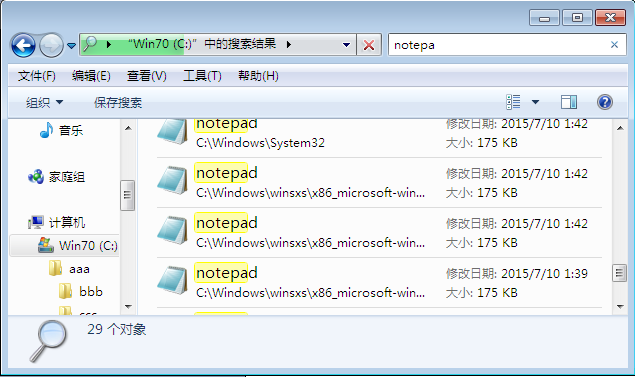 “Win70 (C:)”中的搜索结果
notepa
文件(F) 编辑(E) 查看(V) 工具(T) 帮助(H)
组织 保存搜索
音乐
家庭组
计算机
Win70 (C:)
aaa
bbb
notepad
修改日期: 2015/7/10 1:42
C:\Windows\System32
大小: 175 KB
notepad
修改日期: 2015/7/10 1:42
C:\Windows\winsxs\x86_microsoft-win...
大小: 175 KB
notepad
修改日期: 2015/7/10 1:42
C:\Windows\winsxs\x86_microsoft-win...
大小: 175 KB
notepad
修改日期: 2015/7/10 1:39
C:\Windows\winsxs\x86_microsoft-win...
大小: 175 KB
29 个对象